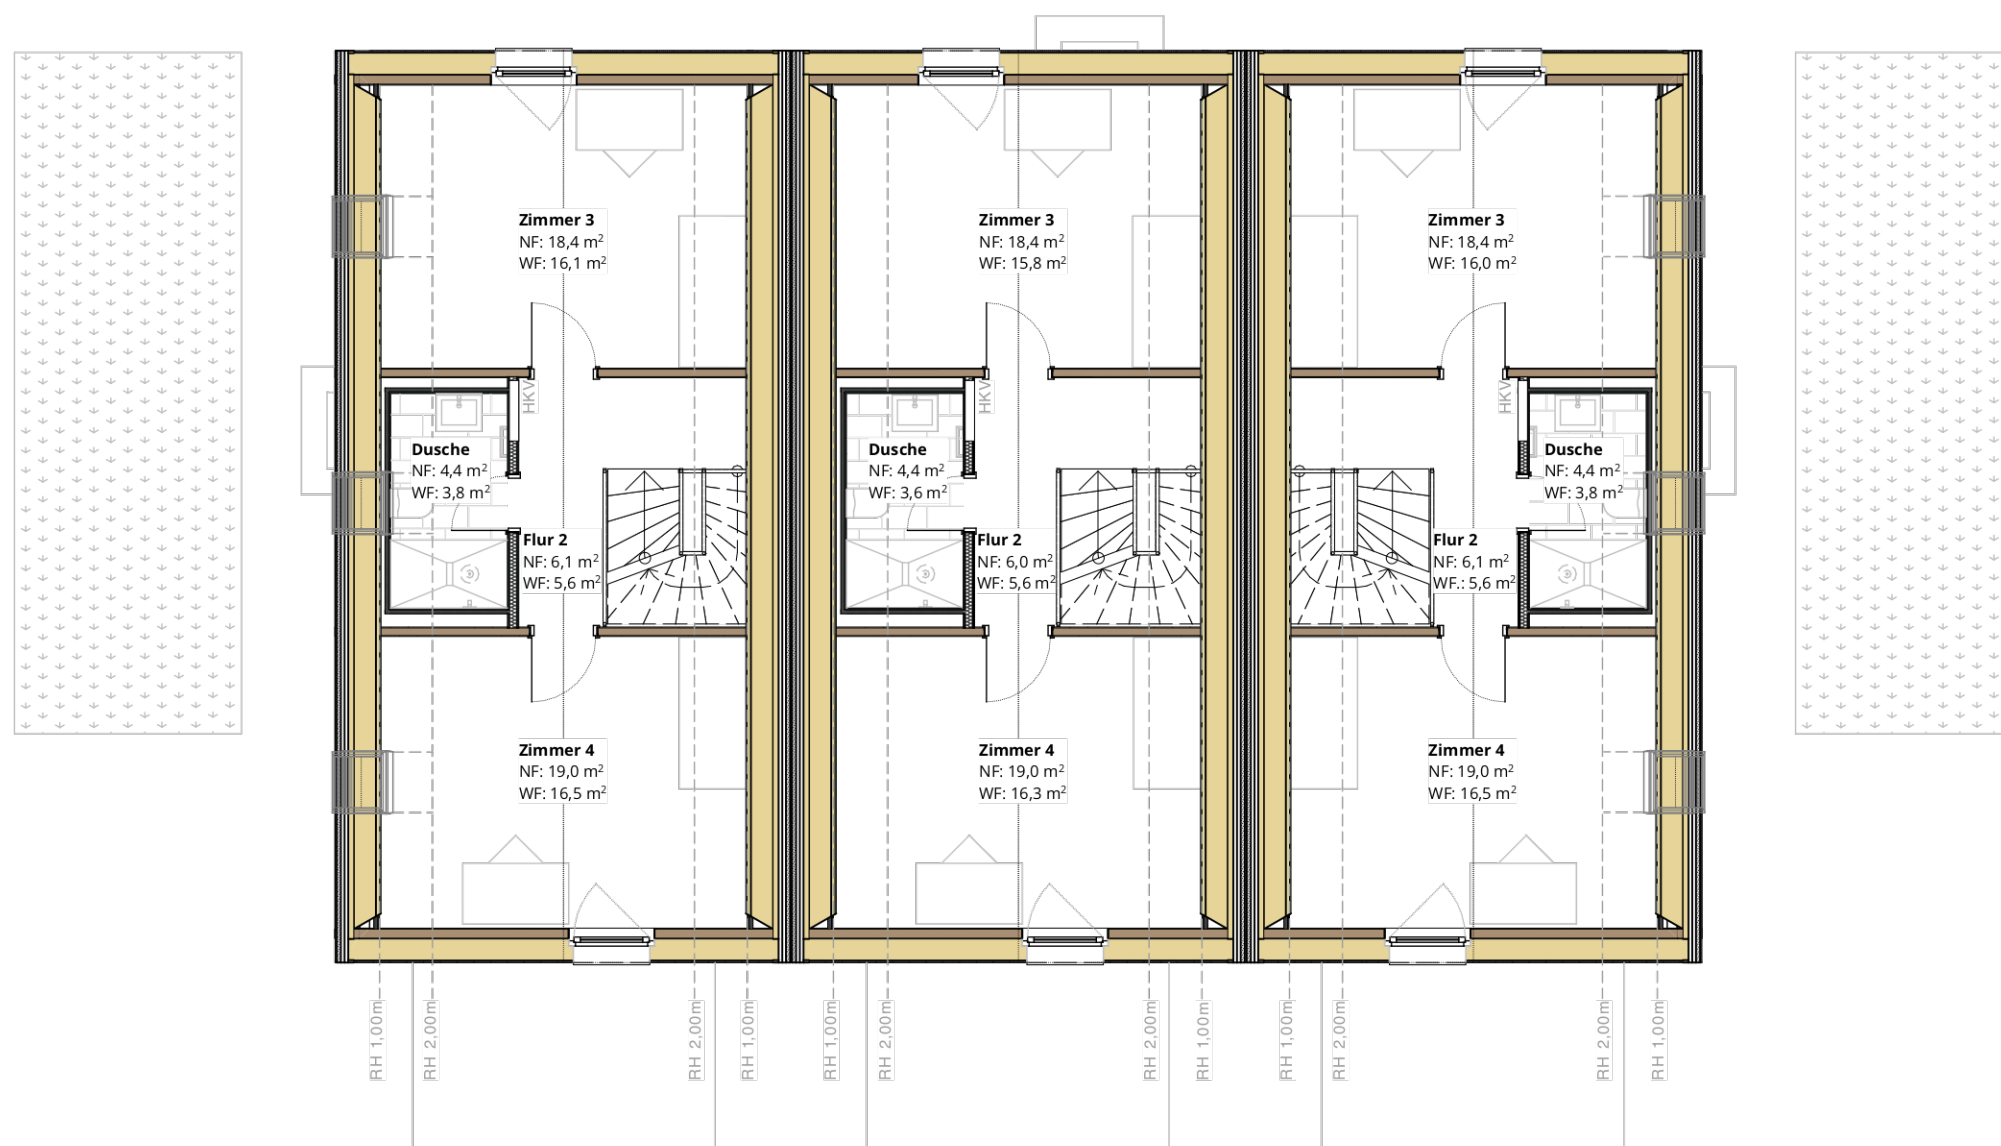 Zimmer 3
NF: 18,4 m²
WF: 16,1 m²
Zimmer 3
NF: 18,4 m²
WF: 15,8 m²
Zimmer 3
NF: 18,4 m²
WF: 16,0 m²
HKV
HKV
HKV
Dusche
NF: 4,4 m²
WF: 3,8 m²
Dusche
NF: 4,4 m²
WF: 3,6 m²
Dusche
NF: 4,4 m²
WF: 3,8 m²
Flur 2
NF: 6,1 m²
WF: 5,6 m²
Flur 2
NF: 6,0 m²
WF: 5,6 m²
Flur 2
NF: 6,1 m²
WF.: 5,6 m²
Zimmer 4
NF: 19,0 m²
WF: 16,5 m²
Zimmer 4
NF: 19,0 m²
WF: 16,3 m²
Zimmer 4
NF: 19,0 m²
WF: 16,5 m²
RH 1,00m
RH 2,00m
RH 2,00m
RH 1,00m
RH 1,00m
RH 2,00m
RH 2,00m
RH 1,00m
RH 1,00m
RH 2,00m
RH 2,00m
RH 1,00m